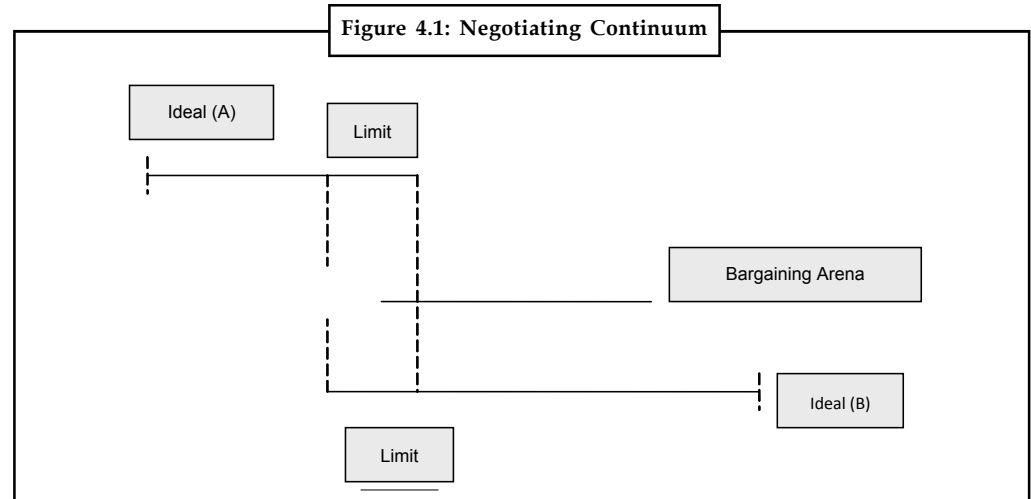 Figure 4.1: Negotiating Continuum
Ideal (A)
Limit
Bargaining Arena
Ideal (B)
Limit